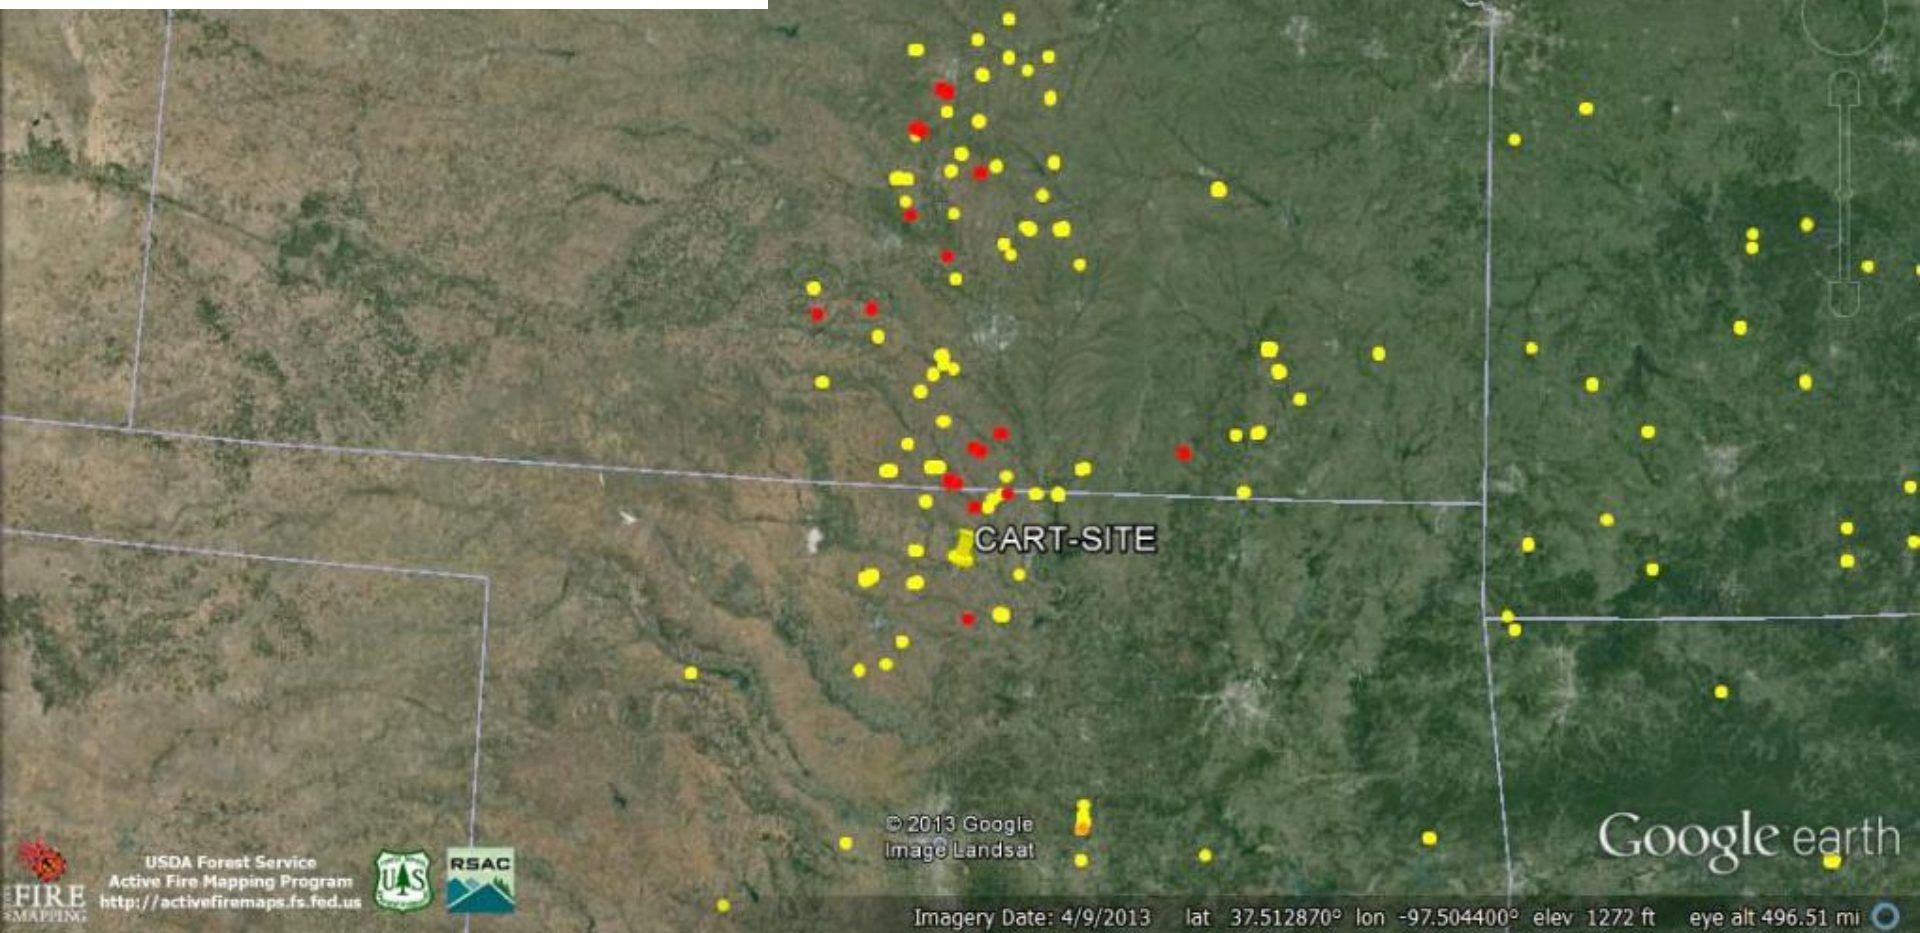 CART-SITE
© 2013 Google
Image Landsat
Google earth
USDA Forest Service
Active Fire Mapping Program
http://activefiremaps.fs.fed.us
FIRE
MAPPING
UAS
RSAC
Imagery Date: 4/9/2013 lat 37.512870° lon -97.504400° elev 1272 ft eye alt 496.51 mi